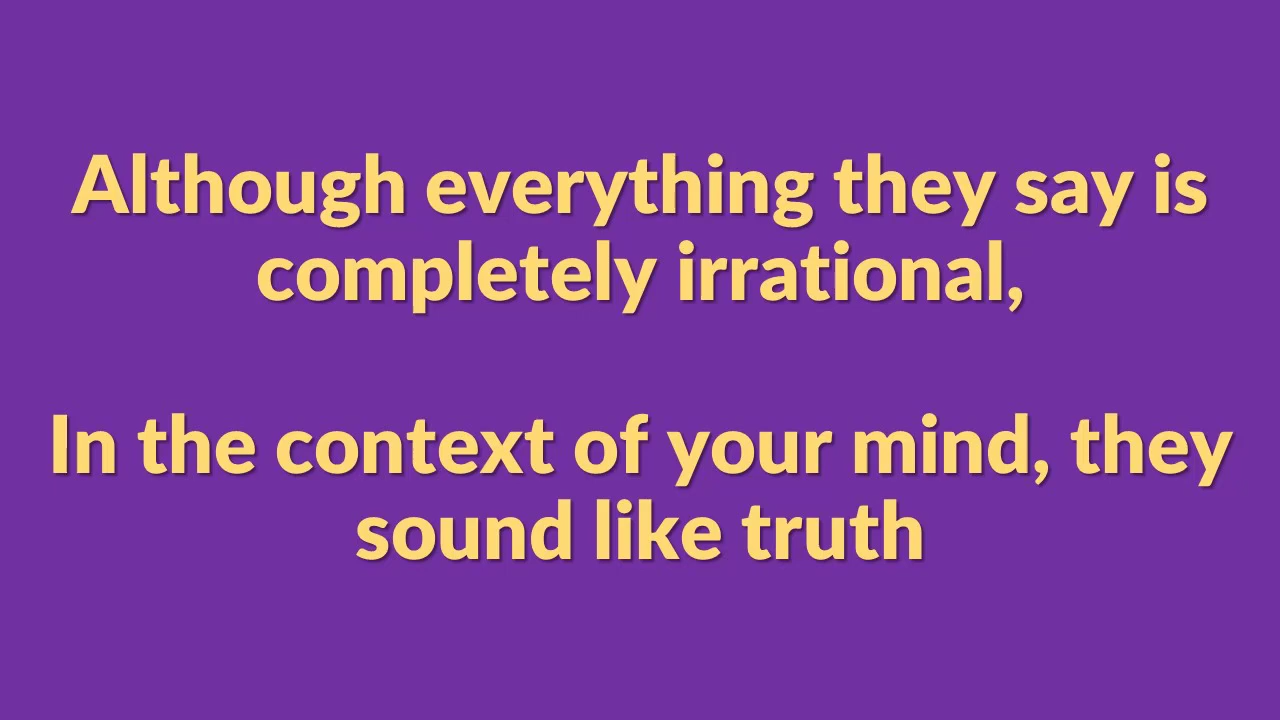 Although everything they say is
completely irrational,
In the context of your mind, they
sound like truth